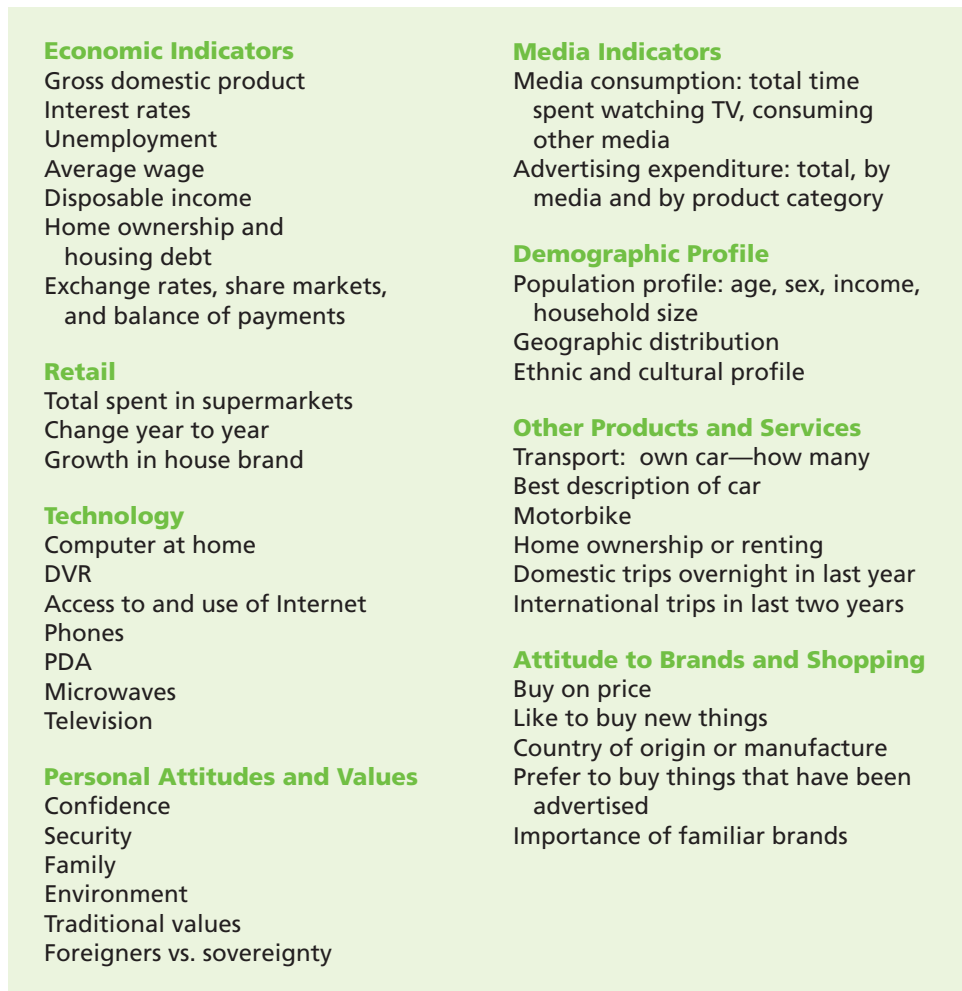 Economic Indicators
Gross domestic product
Interest rates
Unemployment
Average wage
Disposable income
Home ownership and
housing debt
Exchange rates, share markets,
and balance of payments
Retail
Total spent in supermarkets
Change year to year
Growth in house brand
Technology
Computer at home
DVR
Access to and use of Internet
Phones
PDA
Microwaves
Television
Personal Attitudes and Values
Confidence
Security
Family
Environment
Traditional values
Foreigners vs. sovereignty
Media Indicators
Media consumption: total time
spent watching TV, consuming
other media
Advertising expenditure: total, by
media and by product category
Demographic Profile
Population profile: age, sex, income,
household size
Geographic distribution
Ethnic and cultural profile
Other Products and Services
Transport: own car—how many
Best description of car
Motorbike
Home ownership or renting
Domestic trips overnight in last year
International trips in last two years
Attitude to Brands and Shopping
Buy on price
Like to buy new things
Country of origin or manufacture
Prefer to buy things that have been
advertised
Importance of familiar brands